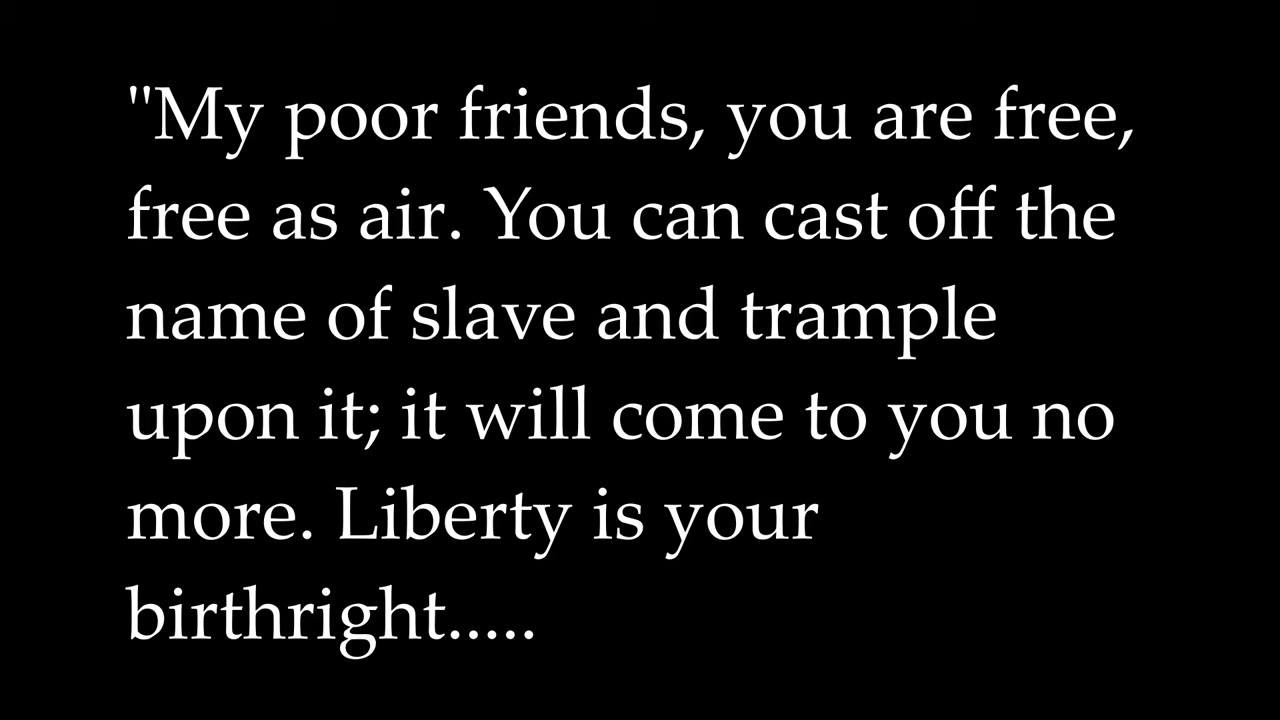 "My poor friends, you are free,
free as air. You can cast off the
name of slave and trample
upon it; it will come to you no
more. Liberty is your
birthright.....